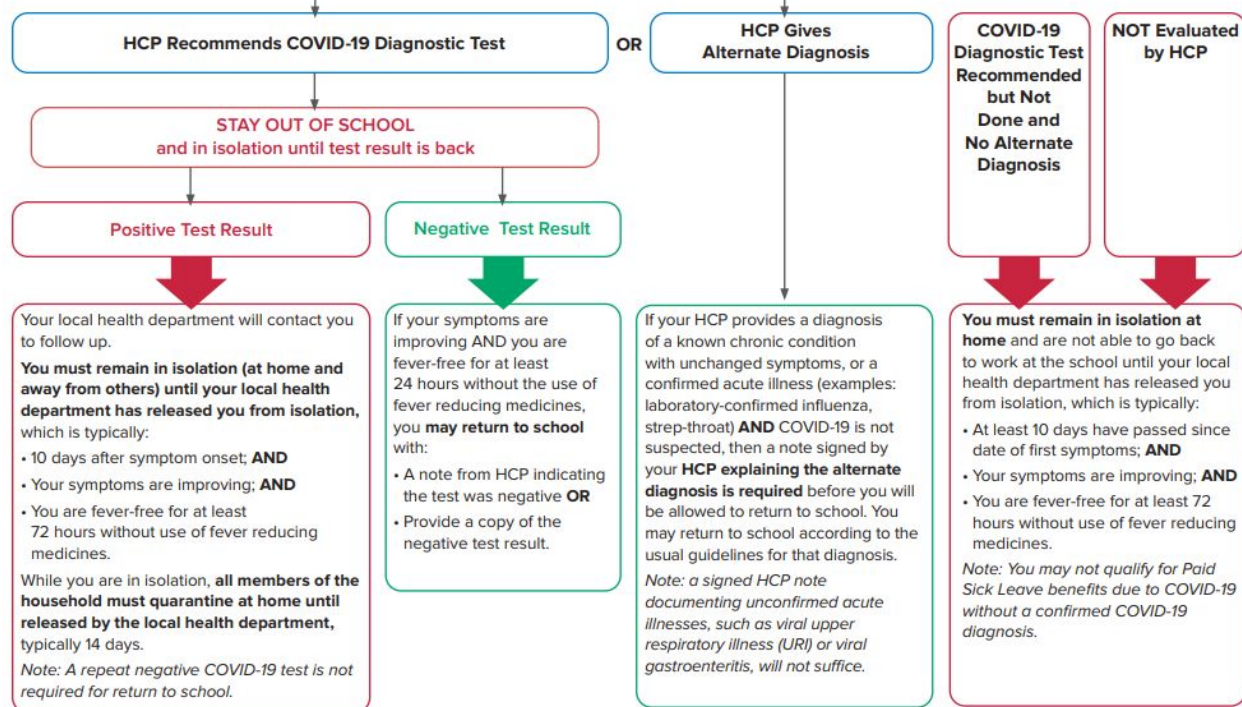 HCP Recommends COVID-19 Diagnostic Test
OR
HCP Gives
Alternate Diagnosis
COVID-19
Diagnostic Test
Recommended
but Not
Done and
No Alternate
Diagnosis
NOT Evaluated
by HCP
STAY OUT OF SCHOOL
and in isolation until test result is back
Positive Test Result
Negative Test Result
Your local health department will contact you
to follow up.
You must remain in isolation (at home and
away from others) until your local health
department has released you from isolation,
which is typically:
• 10 days after symptom onset; AND
• Your symptoms are improving; AND
• You are fever-free for at least
72 hours without use of fever reducing
medicines.
While you are in isolation, all members of the
household must quarantine at home until
released by the local health department,
typically 14 days.
Note: A repeat negative COVID-19 test is not
required for return to school.
If your symptoms are
improving AND you are
fever-free for at least
24 hours without the use of
fever reducing medicines,
you may return to school
with:
• A note from HCP indicating
the test was negative OR
• Provide a copy of the
negative test result.
If your HCP provides a diagnosis
of a known chronic condition
with unchanged symptoms, or a
confirmed acute illness (examples:
laboratory-confirmed influenza,
strep-throat) AND COVID-19 is not
suspected, then a note signed by
your HCP explaining the alternate
diagnosis is required before you will
be allowed to return to school. You
may return to school according to the
usual guidelines for that diagnosis.
Note: a signed HCP note
documenting unconfirmed acute
illnesses, such as viral upper
respiratory illness (URI) or viral
gastroenteritis, will not suffice.
You must remain in isolation at
home and are not able to go back
to work at the school until your local
health department has released you
from isolation, which is typically:
• At least 10 days have passed since
date of first symptoms; AND
• Your symptoms are improving; AND
• You are fever-free for at least 72
hours without use of fever reducing
medicines.
Note: You may not qualify for Paid
Sick Leave benefits due to COVID-19
without a confirmed COVID-19
diagnosis.